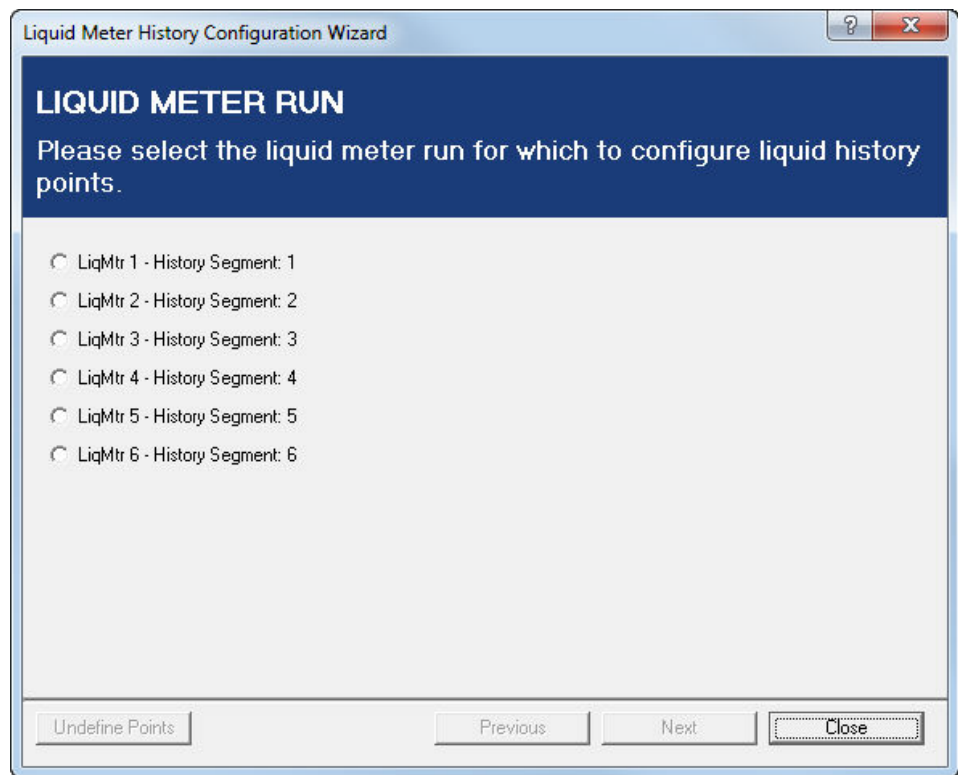 Liquid Meter History Configuration Wizard
LIQUID METER RUN
Please select the liquid meter run for which to configure liquid history
points.
LiqMtr 1 - History Segment: 1
LiqMtr 2 - History Segment: 2
LiqMtr 3 - History Segment: 3
LiqMtr 4 - History Segment: 4
LiqMtr 5 - History Segment: 5
LiqMtr 6 - History Segment: 6
Undefine Points Previous Next Close